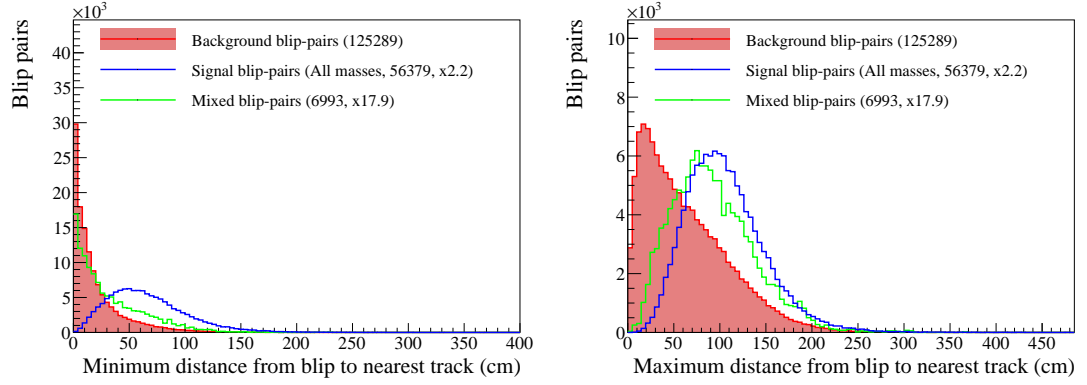 ×10³
Blip pairs
40
35
30
25
20
15
10
5
0
Background blip-pairs (125289)
Signal blip-pairs (All masses, 56379, x2.2)
Mixed blip-pairs (6993, x17.9)
0 50 100 150 200 250 300 350 400
Minimum distance from blip to nearest track (cm)
×10³
Blip pairs
10
8
6
4
2
0
Background blip-pairs (125289)
Signal blip-pairs (All masses, 56379, x2.2)
Mixed blip-pairs (6993, x17.9)
0 50 100 150 200 250 300 350 400 450
Maximum distance from blip to nearest track (cm)